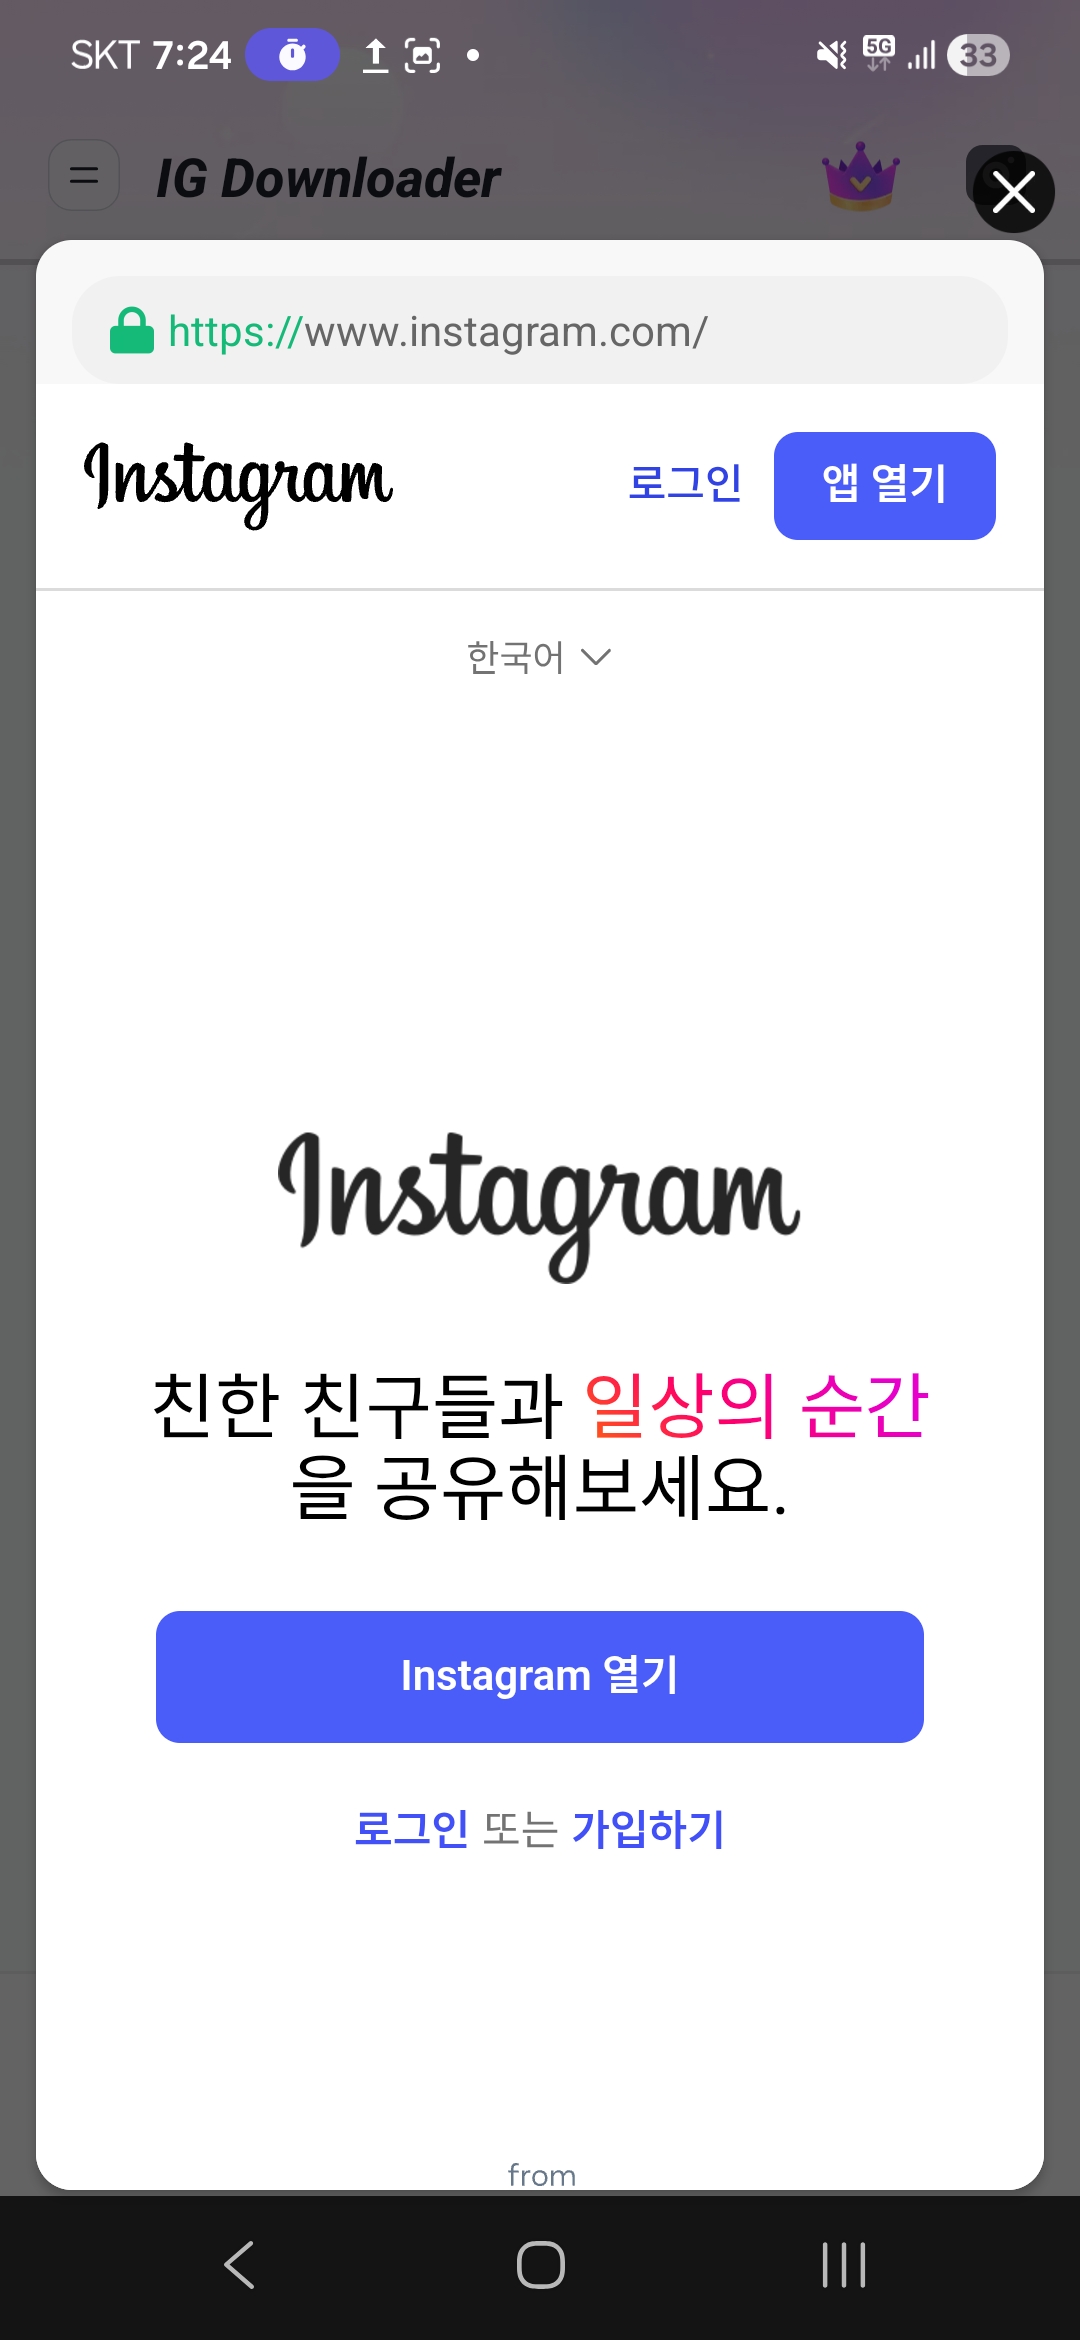 SKT 7:24
5G
33
IG Downloader
https://www.instagram.com/
Instagram
로그인
앱 열기
한국어
Instagram
친한 친구들과 일상의 순간
을 공유해보세요.
Instagram 열기
로그인 또는 가입하기
from